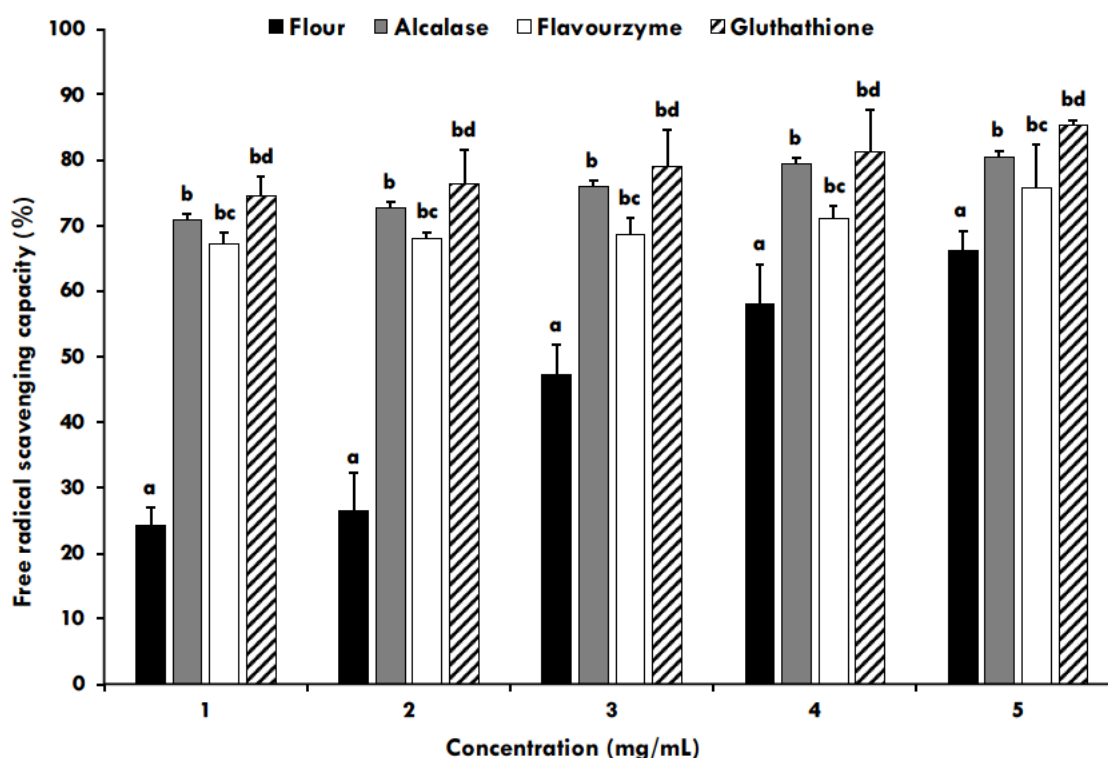 100
Flour Alcalase Flavourzyme Gluthathione
90
80
70
60
50
40
30
20
10
0
Free radical scavenging capacity (%)
a b bc bd
a b bc bd
a b bc bd
a b bc bd
a b bc bd
1 2 3 4 5
Concentration (mg/mL)